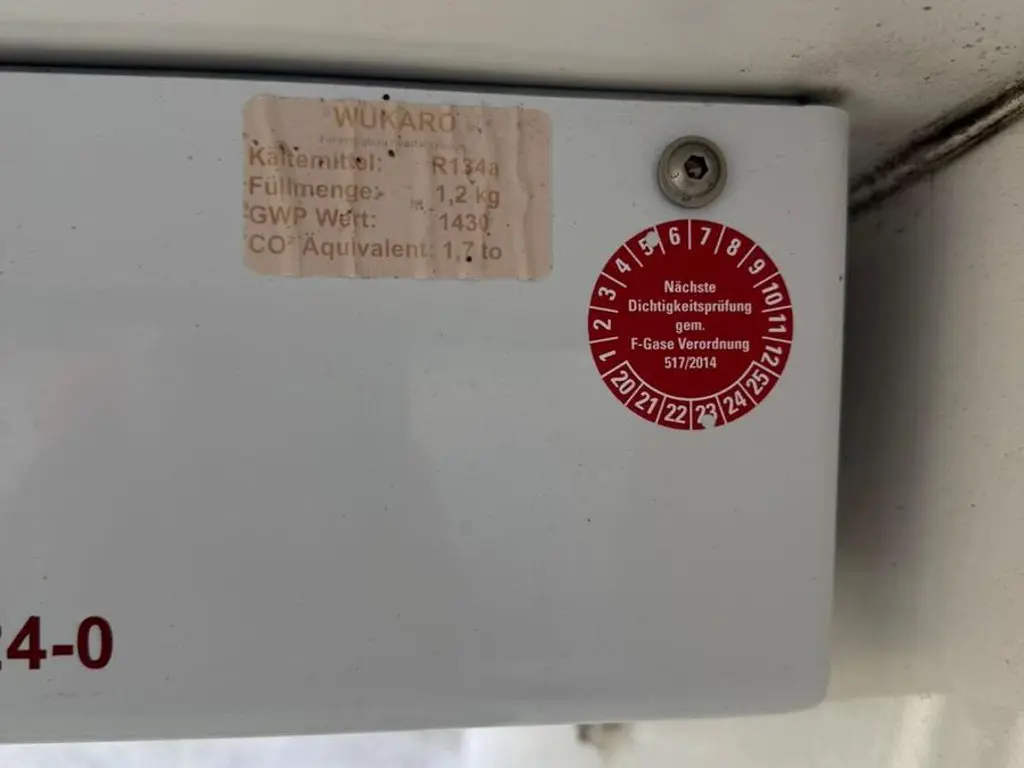 WUKARO
Kältemittel: R134a
Füllmenge: 1,2 kg
GWP Wert: 1430
CO² Äquivalent: 1,7 to
1 2 3 4 5 6 7 8 9 10 11 12
Nächste
Dichtigkeitsprüfung
gem.
F-Gase Verordnung
517/2014
20 21 22 23 24 25
4-0